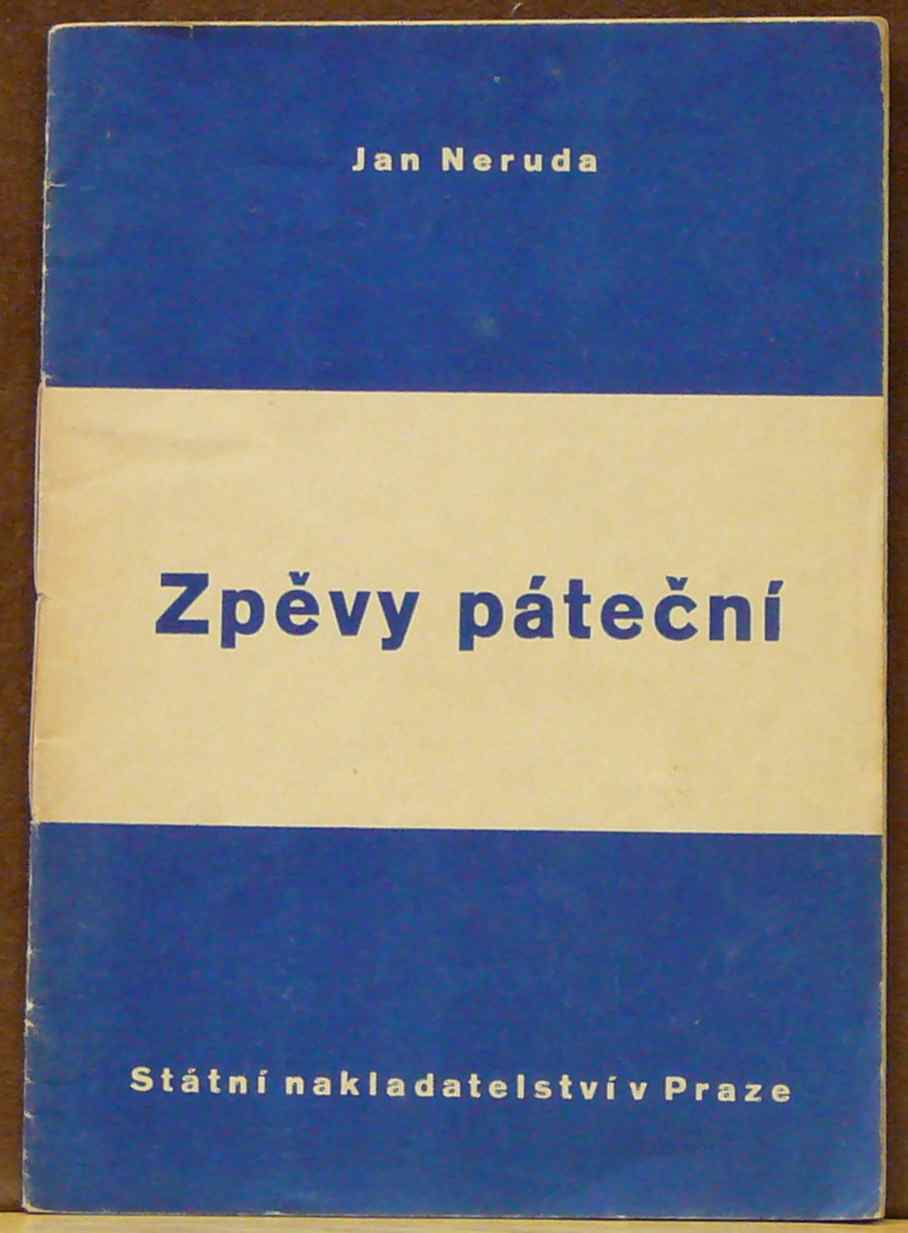 Jan Neruda
Zpěvy páteční
Státní nakladatelství v Praze